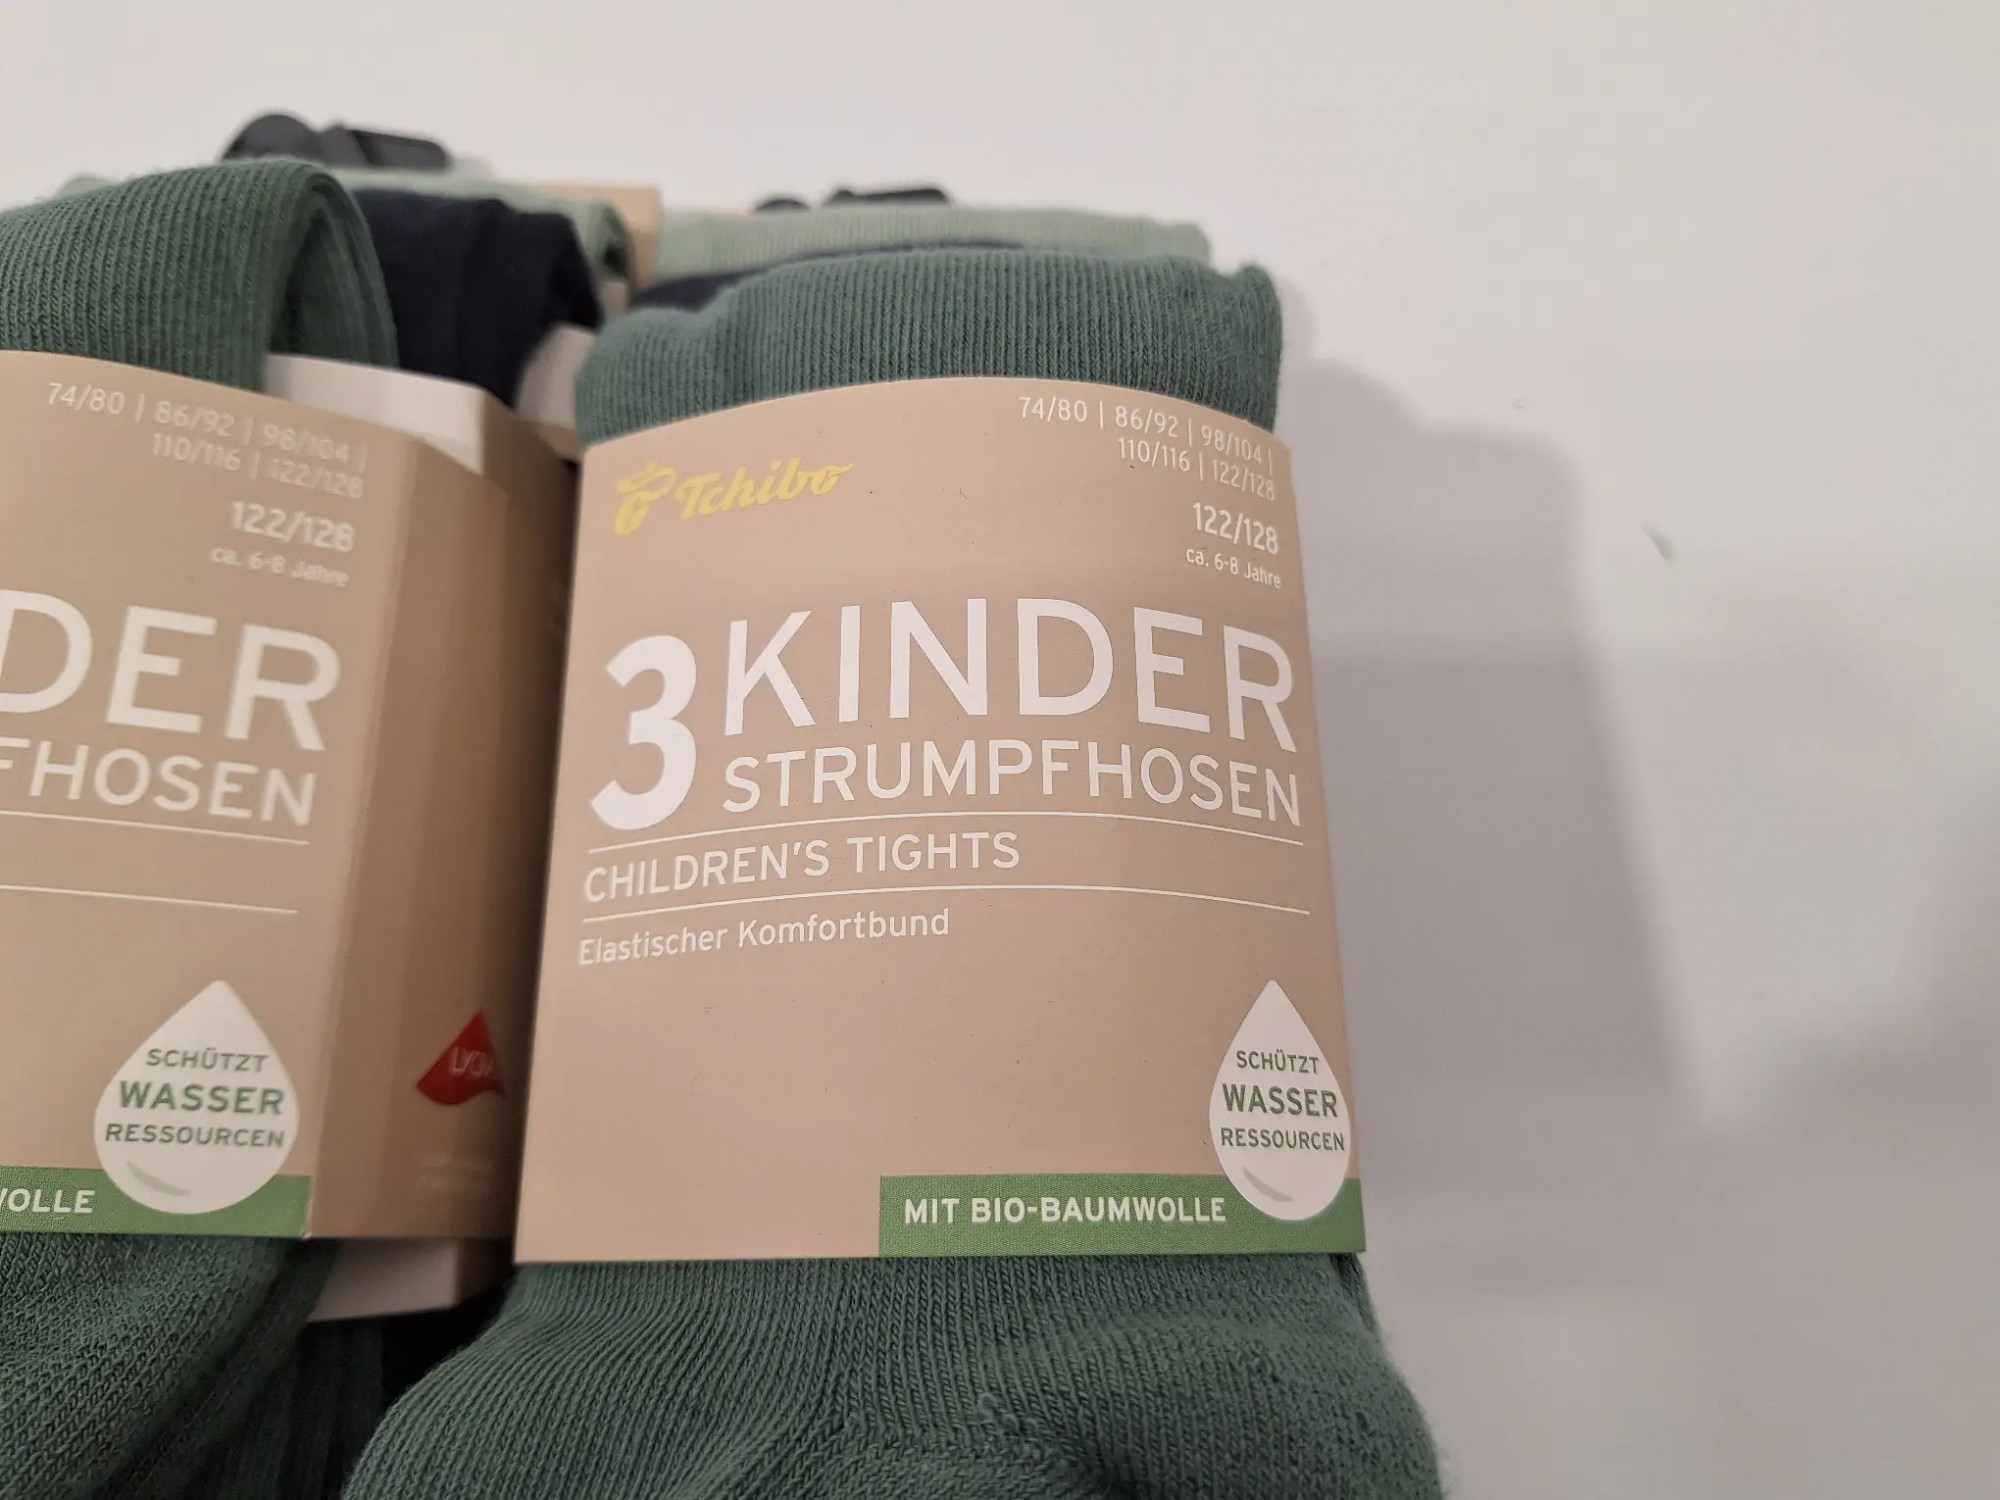 74/80 | 86/92 | 98/104 |
110/116 | 122/128
122/128
ca. 6-8 Jahre
DER
FHOSEN
SCHÜTZT
WASSER
RESSOURCEN
WOLLE
Tchibo
74/80 | 86/92 | 98/104 |
110/116 | 122/128
122/128
ca. 6-8 Jahre
3 KINDER
STRUMPFHOSEN
CHILDREN'S TIGHTS
Elastischer Komfortbund
SCHÜTZT
WASSER
RESSOURCEN
MIT BIO-BAUMWOLLE